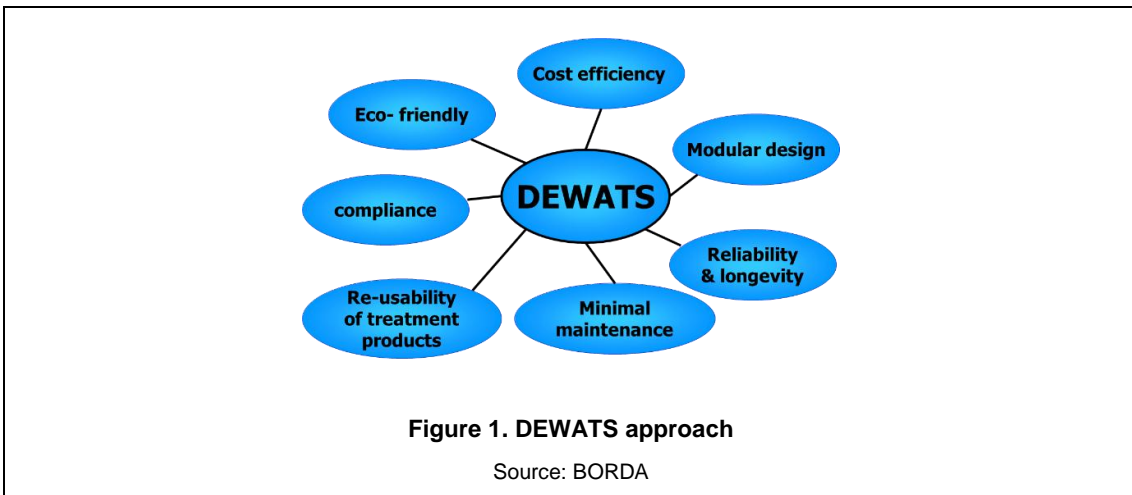 Cost efficiency
Eco- friendly
Modular design
DEWATS
compliance
Reliability
& longevity
Re-usability
of treatment
products
Minimal
maintenance
Figure 1. DEWATS approach
Source: BORDA